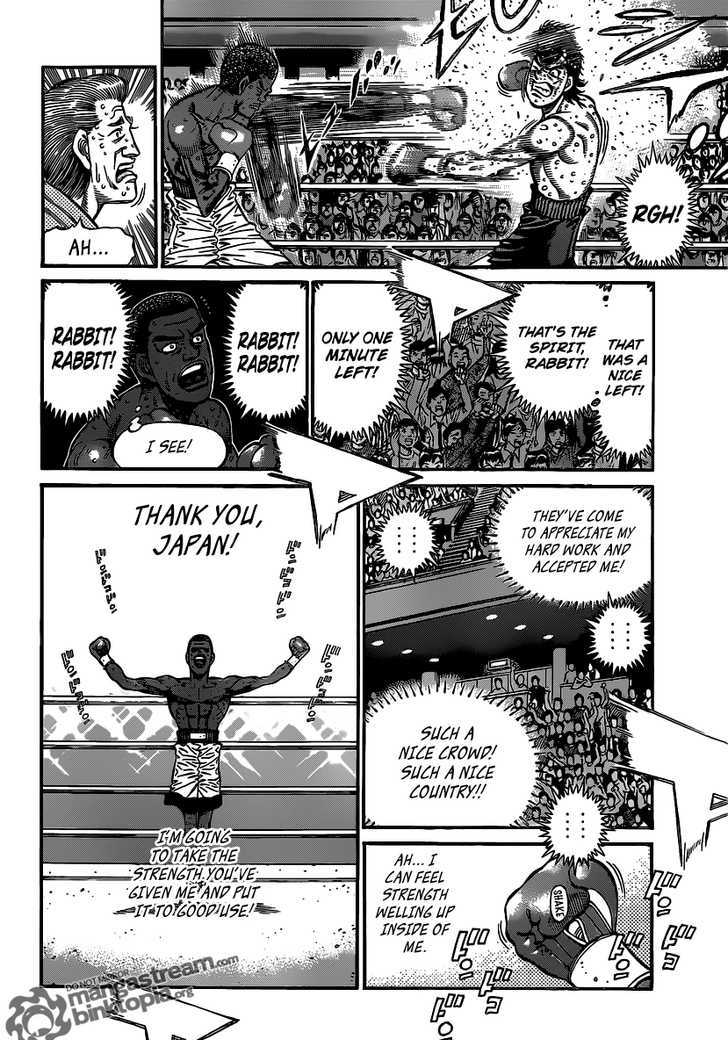 RGH!
AH...
THAT
WAS A
NICE
LEFT!
THAT'S THE
SPIRIT,
RABBIT!
ONLY ONE
MINUTE
LEFT!
RABBIT!
RABBIT!
RABBIT!
RABBIT!
I SEE!
THEY'VE COME
TO APPRECIATE MY
HARD WORK AND
ACCEPTED ME!
SUCH A
NICE CROWD!
SUCH A NICE
COUNTRY!!
AH... I
CAN FEEL
STRENGTH
WELLING UP
INSIDE OF
ME.
SHAKE
THANK YOU,
JAPAN!
I'M GOING
TO TAKE THE
STRENGTH YOU'VE
GIVEN ME AND PUT
IT TO GOOD USE!
mangastream.com
binktopia.org